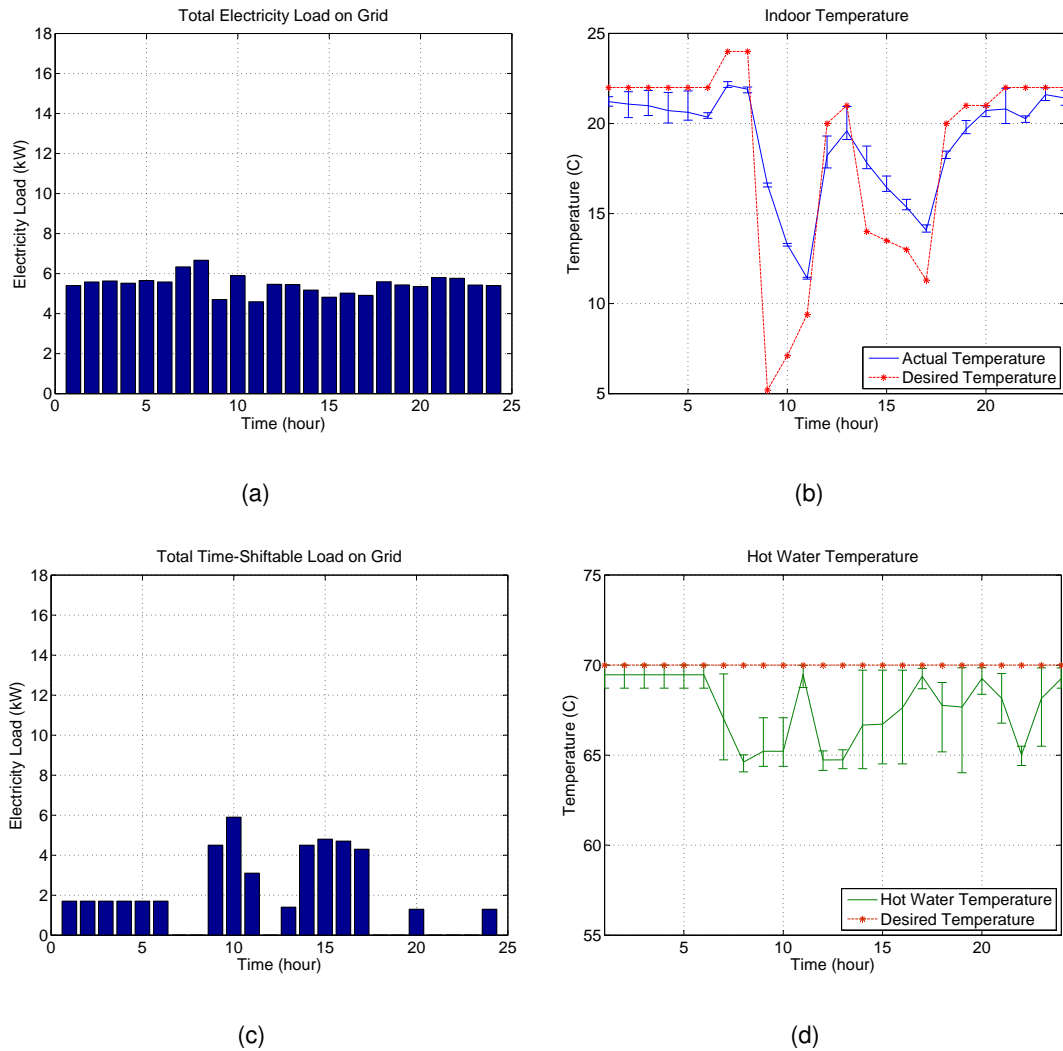 Total Electricity Load on Grid
18
16
14
12
10
8
6
4
2
0
Electricity Load (kW)
0 5 10 15 20 25
Time (hour)
(a)
Indoor Temperature
25
20
15
10
5
Temperature (C)
Actual Temperature
Desired Temperature
5 10 15 20
Time (hour)
(b)
Total Time-Shiftable Load on Grid
18
16
14
12
10
8
6
4
2
0
Electricity Load (kW)
0 5 10 15 20 25
Time (hour)
(c)
Hot Water Temperature
75
70
65
60
55
Temperature (C)
Hot Water Temperature
Desired Temperature
5 10 15 20
Time (hour)
(d)